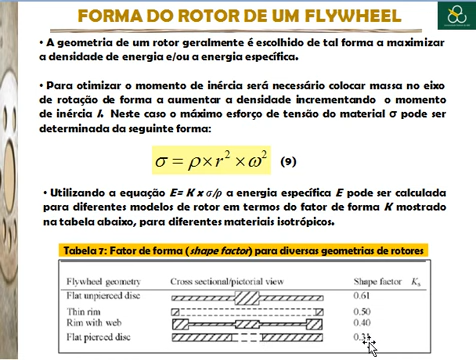 FORMA DO ROTOR DE UM FLYWHEEL
• A geometria de um rotor geralmente é escolhido de tal forma a maximizar
a densidade de energia e/ou a energia específica.
• Para otimizar o momento de inércia será necessário colocar massa no eixo
de rotação de forma a aumentar a densidade incrementando o momento
de inércia I. Neste caso o máximo esforço de tensão do material σ pode ser
determinada da seguinte forma:
σ = ρ × r² × ω² (9)
• Utilizando a equação E= K x σ/ρ a energia específica E pode ser calculada
para diferentes modelos de rotor em termos do fator de forma K mostrado
na tabela abaixo, para diferentes materiais isotrópicos.
Tabela 7: Fator de forma (shape factor) para diversas geometrias de rotores
Flywheel geometry Cross sectional/pictorial view Shape factor K
Flat unpierced disc 0.61
Thin rim 0.50
Rim with web 0.40
Flat pierced disc